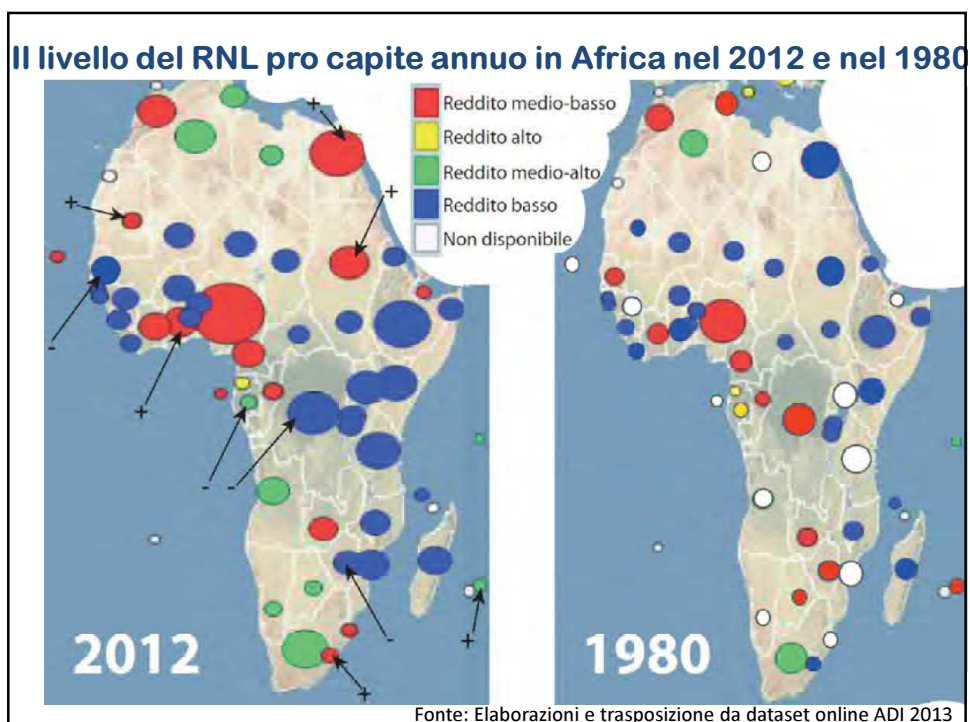 Il livello del RNL pro capite annuo in Africa nel 2012 e nel 1980
Reddito medio-basso
Reddito alto
Reddito medio-alto
Reddito basso
Non disponibile
+
+
+
-
+
- -
-
+
+
2012
1980
Fonte: Elaborazioni e trasposizione da dataset online ADI 2013